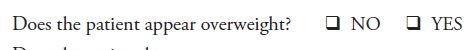 Does the patient appear overweight? ❑ NO ❑ YES